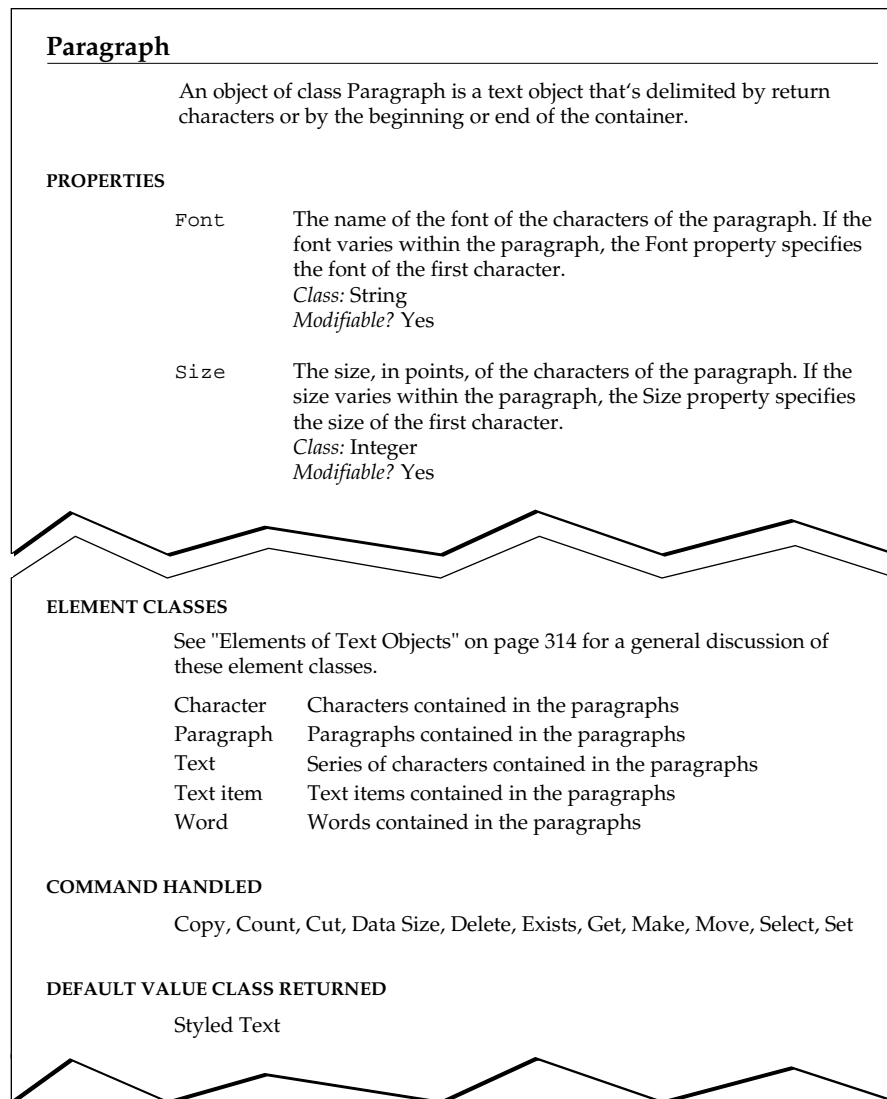 Paragraph
An object of class Paragraph is a text object that‘s delimited by return
characters or by the beginning or end of the container.
PROPERTIES
Font The name of the font of the characters of the paragraph. If the
font varies within the paragraph, the Font property specifies
the font of the first character.
Class: String
Modifiable? Yes
Size The size, in points, of the characters of the paragraph. If the
size varies within the paragraph, the Size property specifies
the size of the first character.
Class: Integer
Modifiable? Yes
ELEMENT CLASSES
See "Elements of Text Objects" on page 314 for a general discussion of
these element classes.
Character Characters contained in the paragraphs
Paragraph Paragraphs contained in the paragraphs
Text Series of characters contained in the paragraphs
Text item Text items contained in the paragraphs
Word Words contained in the paragraphs
COMMAND HANDLED
Copy, Count, Cut, Data Size, Delete, Exists, Get, Make, Move, Select, Set
DEFAULT VALUE CLASS RETURNED
Styled Text